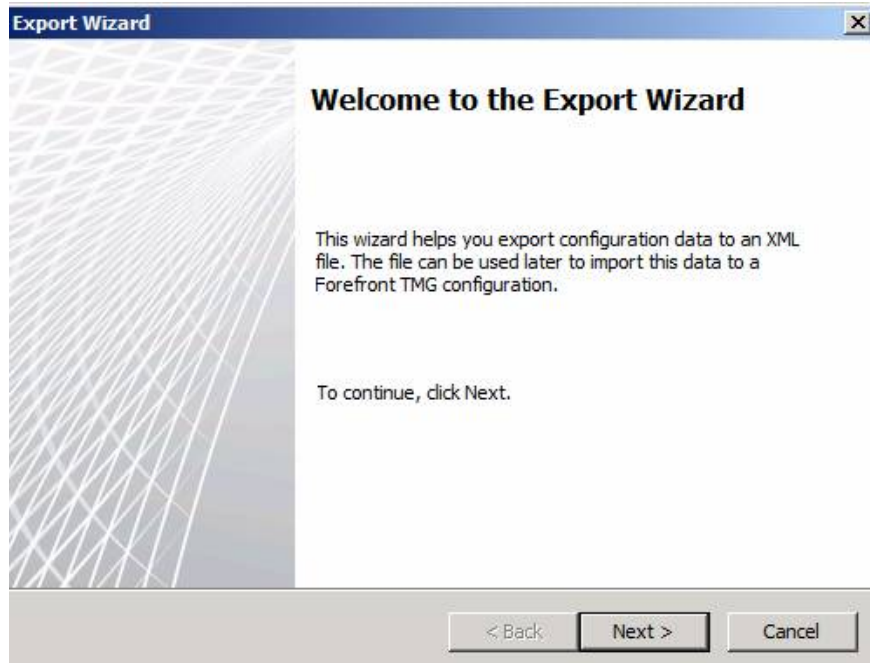 Export Wizard
Welcome to the Export Wizard
This wizard helps you export configuration data to an XML
file. The file can be used later to import this data to a
Forefront TMG configuration.
To continue, click Next.
< Back
Next >
Cancel